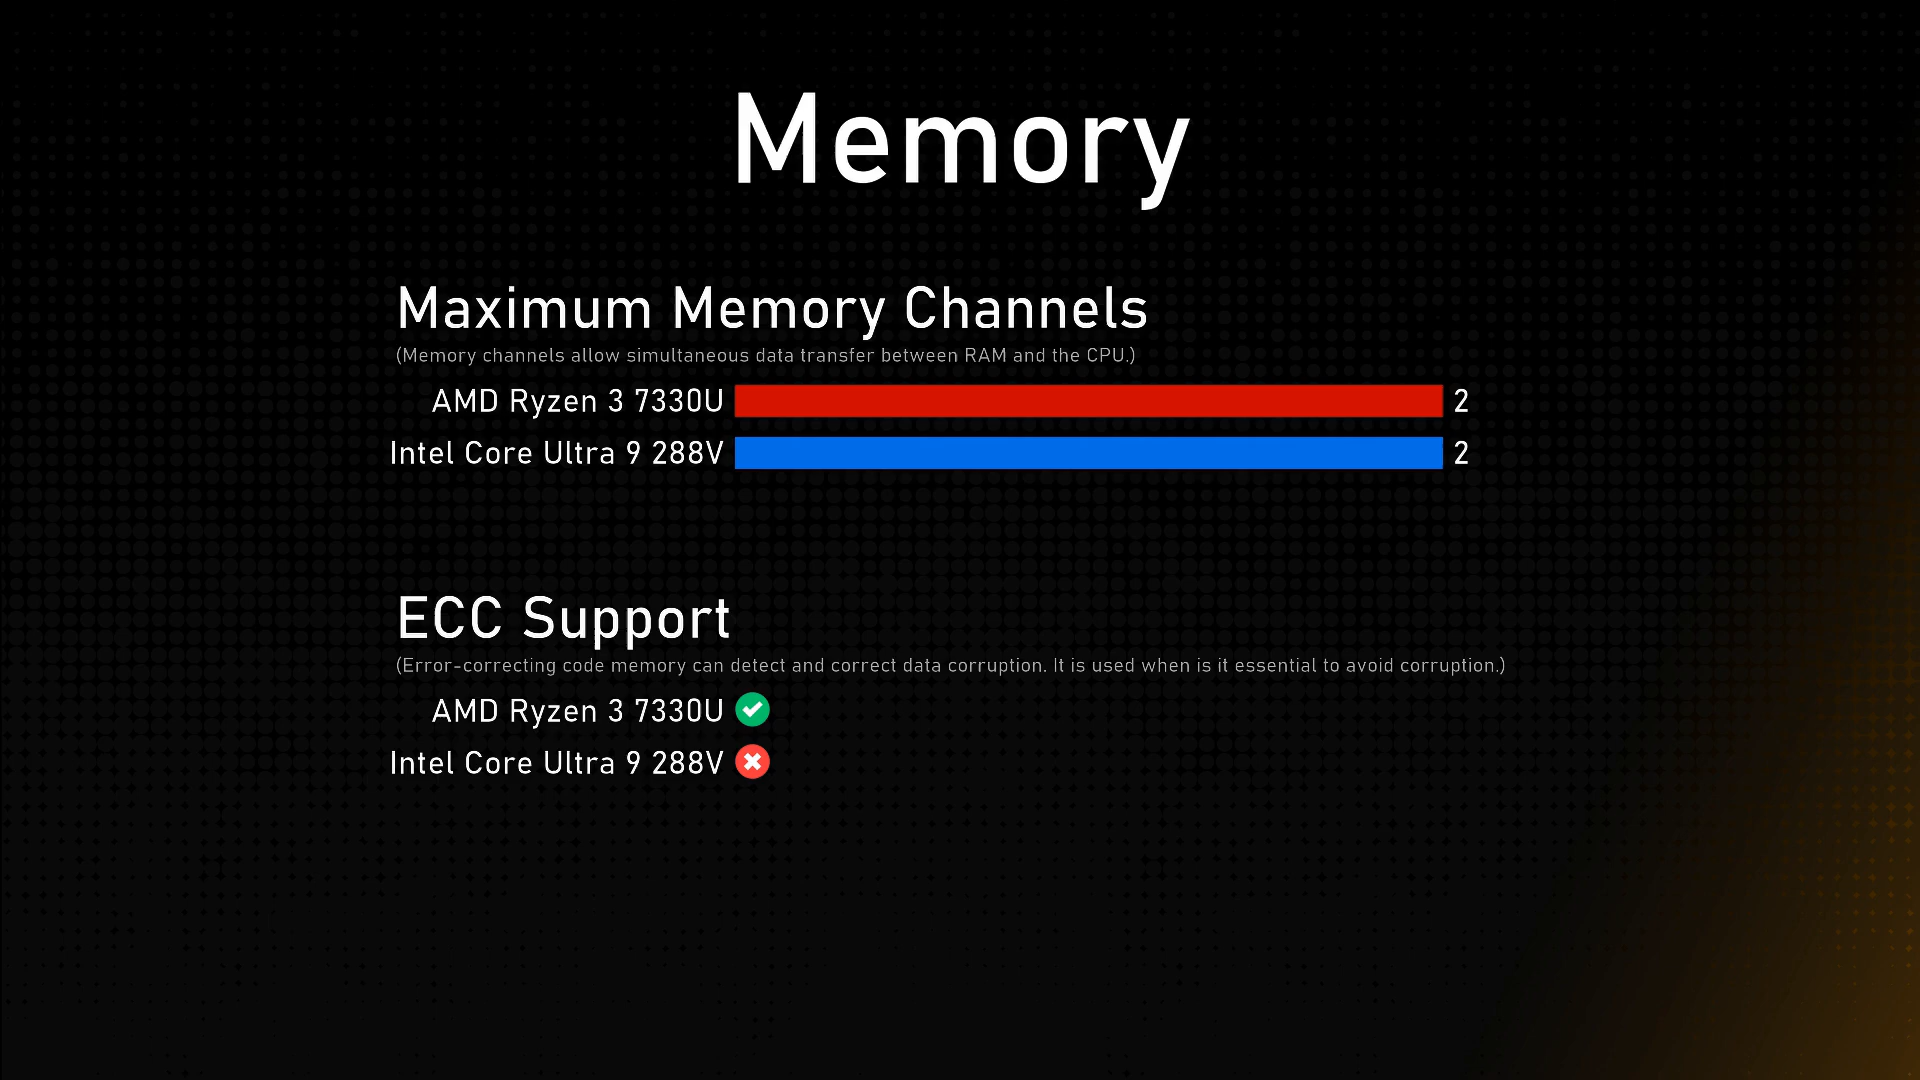 Memory
Maximum Memory Channels
(Memory channels allow simultaneous data transfer between RAM and the CPU.)
AMD Ryzen 3 7330U 2
Intel Core Ultra 9 288V 2
ECC Support
(Error-correcting code memory can detect and correct data corruption. It is used when is it essential to avoid corruption.)
AMD Ryzen 3 7330U
Intel Core Ultra 9 288V